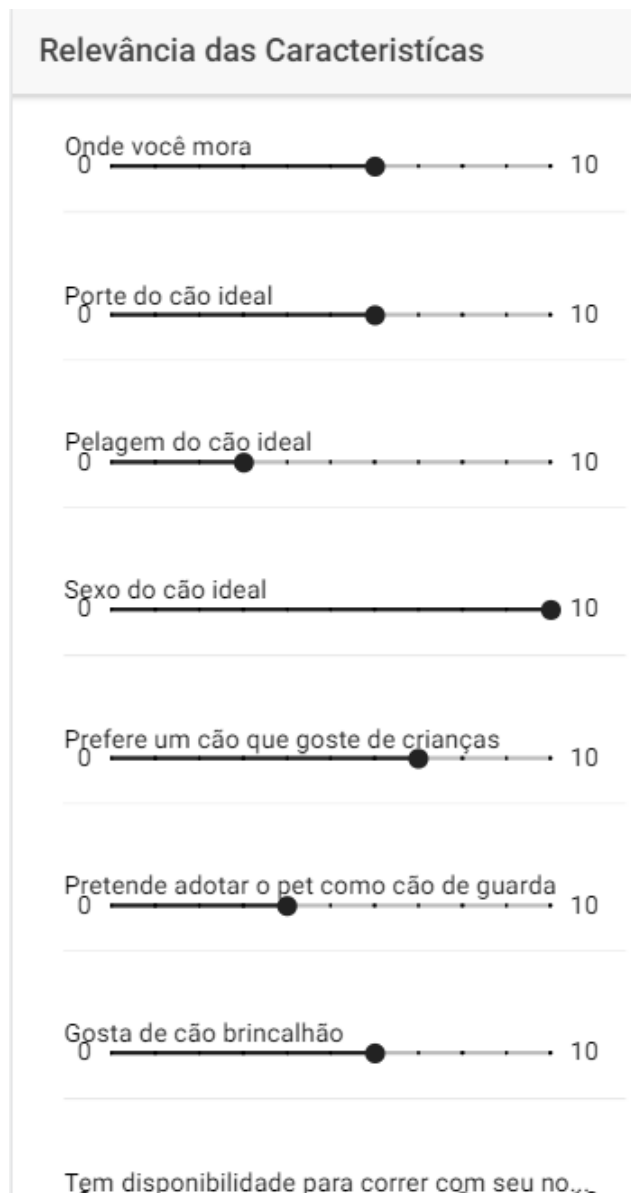 Relevância das Caracteristícas
Onde você mora
0 10
Porte do cão ideal
0 10
Pelagem do cão ideal
0 10
Sexo do cão ideal
0 10
Prefere um cão que goste de crianças
0 10
Pretende adotar o pet como cão de guarda
0 10
Gosta de cão brincalhão
0 10
Tem disponibilidade para correr com seu no...